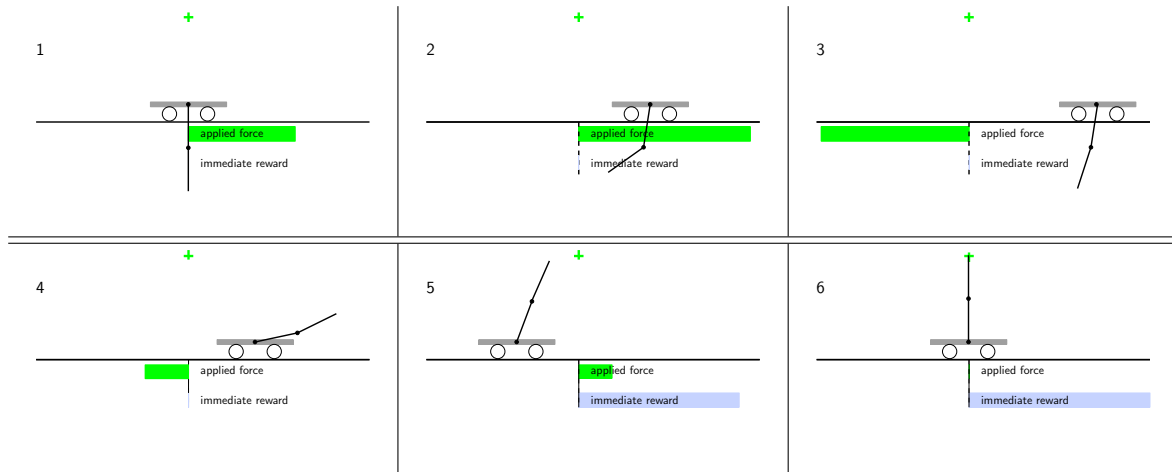 1
applied force
immediate reward
2
applied force
immediate reward
3
applied force
immediate reward
4
applied force
immediate reward
5
applied force
immediate reward
6
applied force
immediate reward